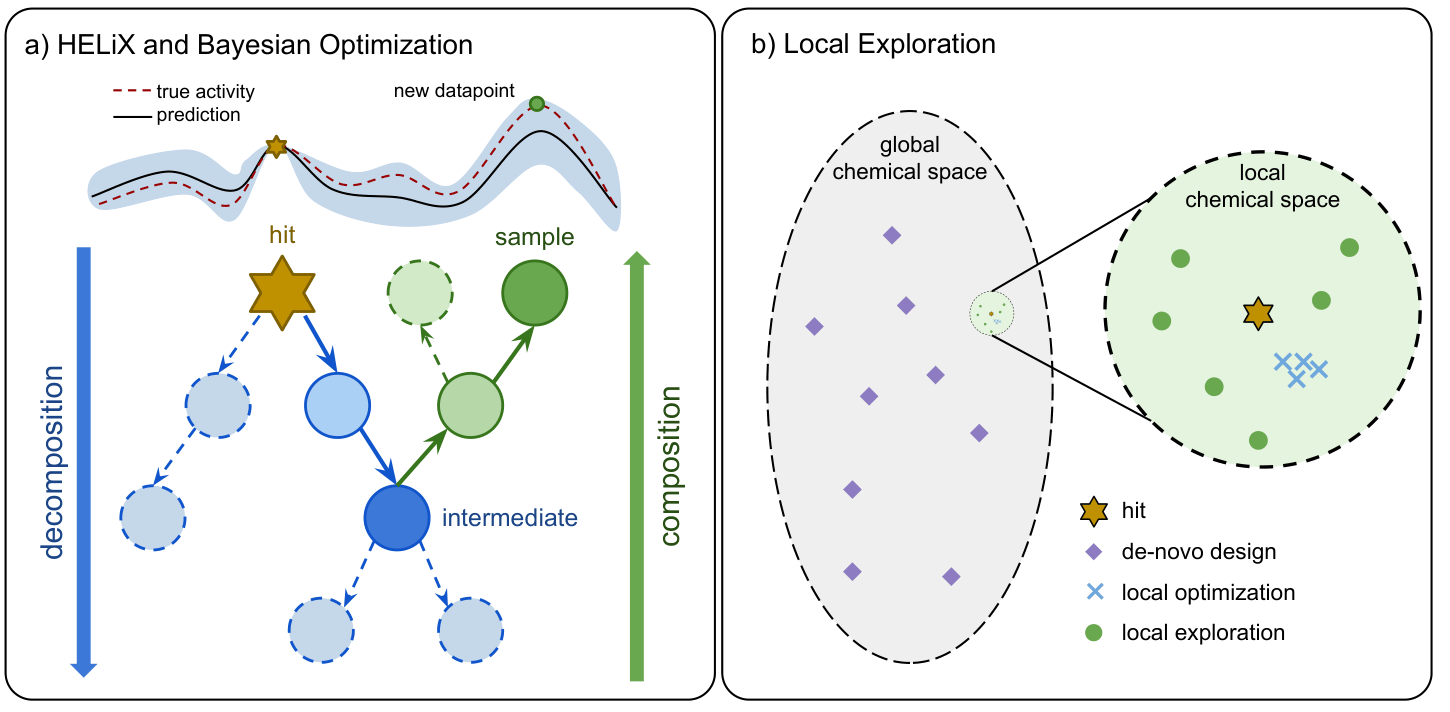 a) HELiX and Bayesian Optimization
true activity
prediction
new datapoint
hit
sample
decomposition
composition
intermediate
b) Local Exploration
global
chemical space
local
chemical space
hit
de-novo design
local optimization
local exploration